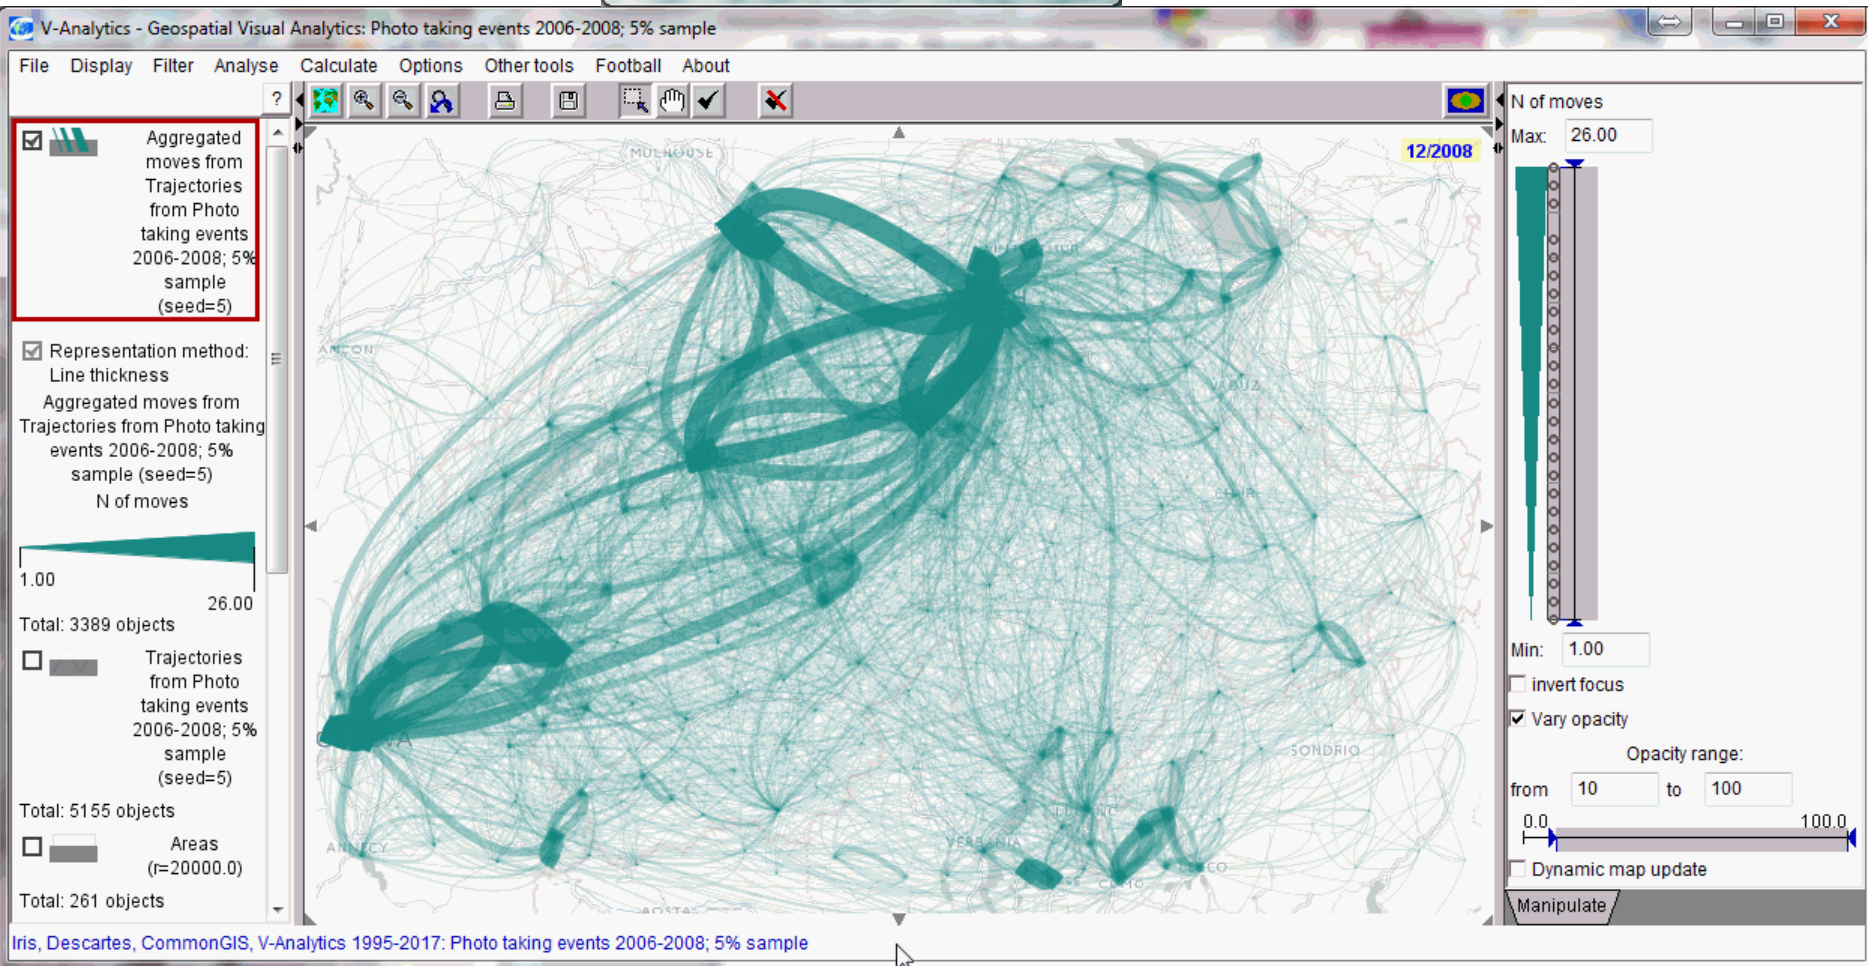 V-Analytics - Geospatial Visual Analytics: Photo taking events 2006-2008; 5% sample
File Display Filter Analyse Calculate Options Other tools Football About
?
Aggregated
moves from
Trajectories
from Photo
taking events
2006-2008; 5%
sample
(seed=5)
Representation method:
Line thickness
Aggregated moves from
Trajectories from Photo taking
events 2006-2008; 5%
sample (seed=5)
N of moves
1.00
26.00
Total: 3389 objects
Trajectories
from Photo
taking events
2006-2008; 5%
sample
(seed=5)
Total: 5155 objects
Areas
(r=20000.0)
Total: 261 objects
MULHOUSE
12/2008
VADUZ
CHUR
SONDRIO
ANNECY
VERBANIA
COMO
AOSTA
N of moves
Max: 26.00
Min: 1.00
invert focus
Vary opacity
Opacity range:
from 10 to 100
0.0 100.0
Dynamic map update
Manipulate
Iris, Descartes, CommonGIS, V-Analytics 1995-2017: Photo taking events 2006-2008; 5% sample